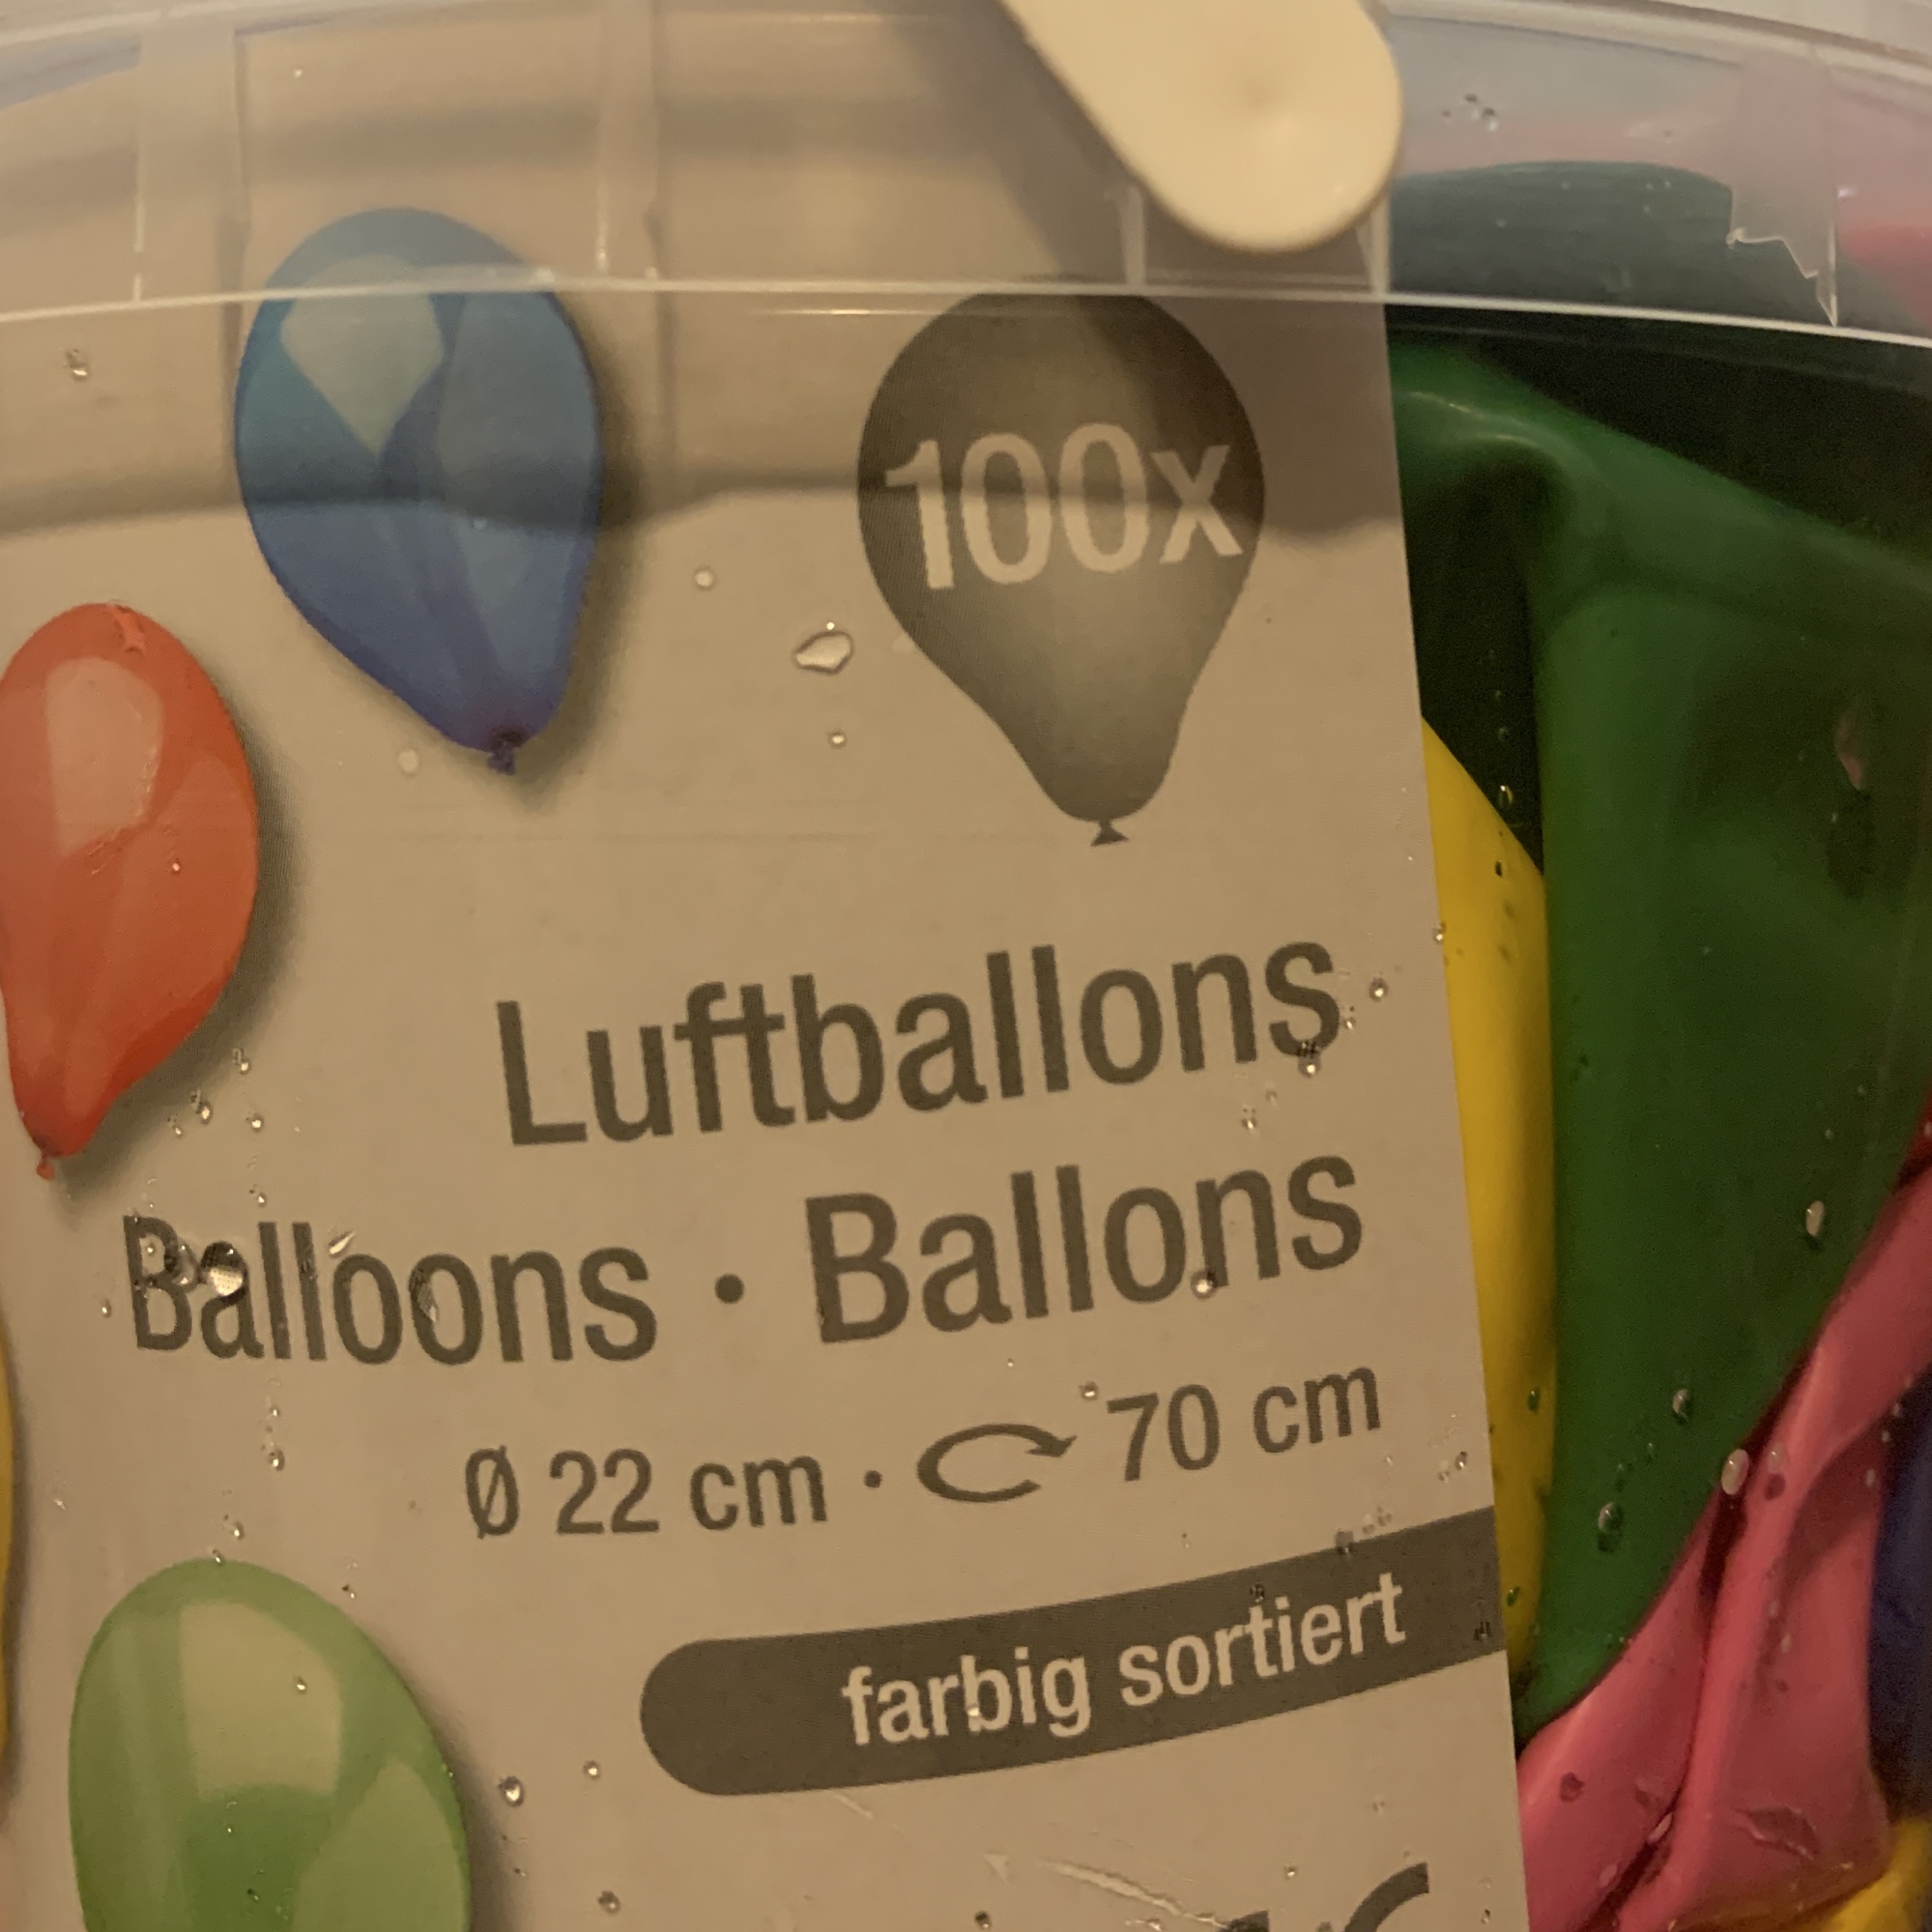 100x
Luftballons
Balloons · Ballons
Ø 22 cm · 70 cm
farbig sortiert